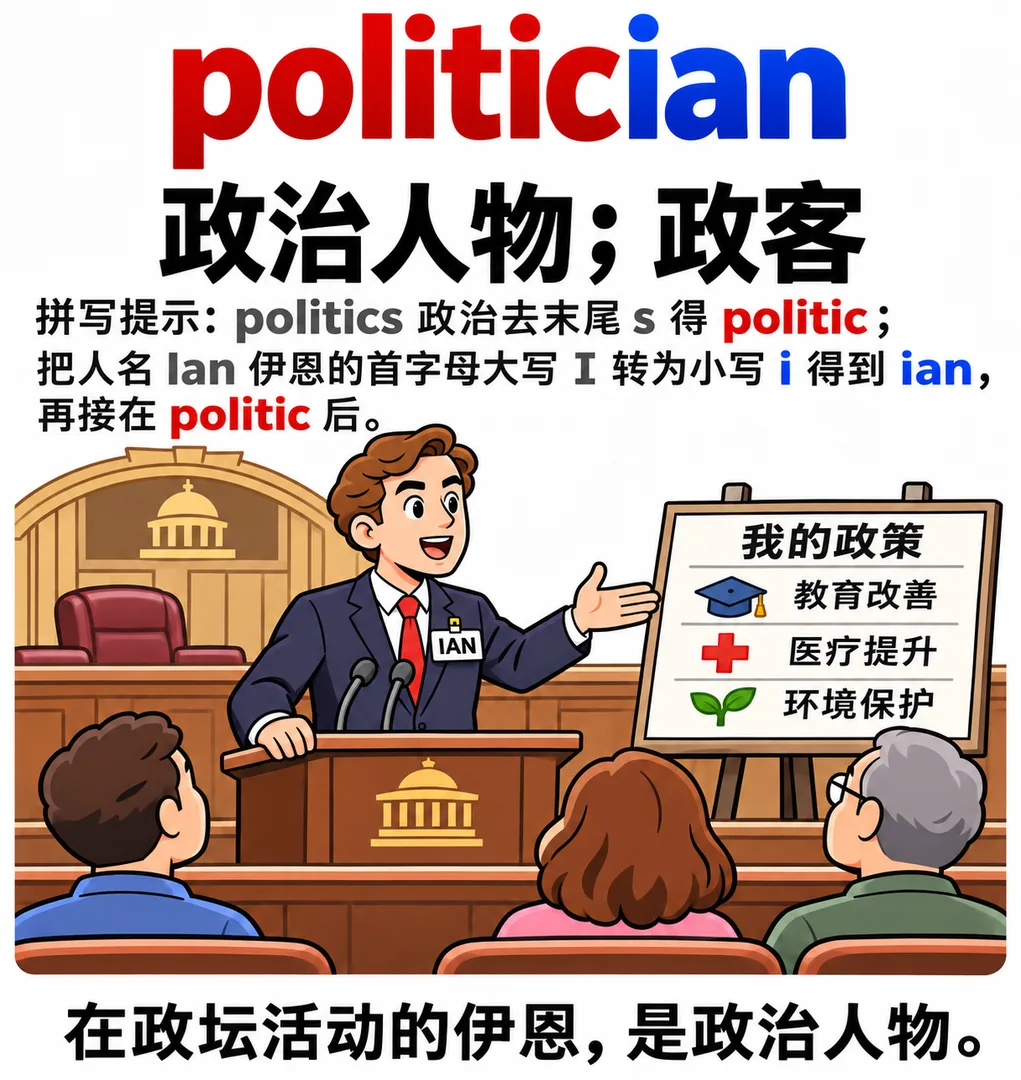 politician
政治人物；政客
拼写提示：politics 政治去末尾 s 得 politic；
把人名 Ian 伊恩的首字母大写 I 转为小写 i 得到 ian，
再接在 politic 后。
IAN
我的政策
教育改善
医疗提升
环境保护
在政坛活动的伊恩，是政治人物。